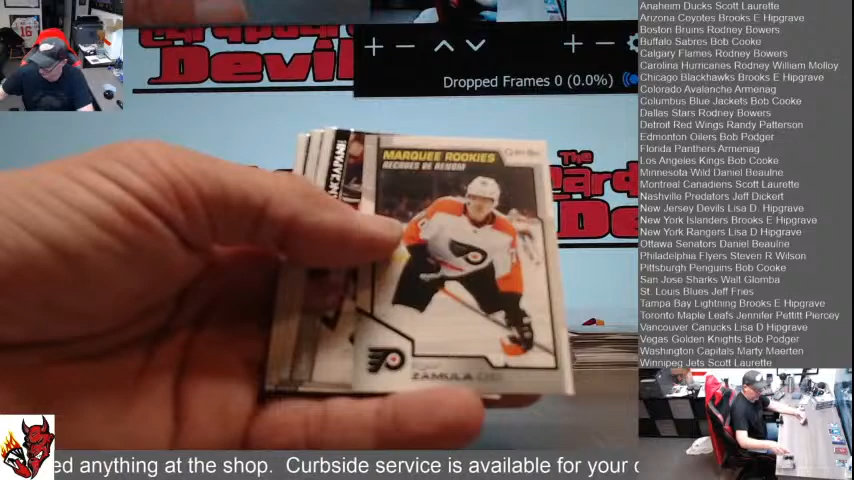 Cardboard
Devil
Dropped Frames 0 (0.0%)
The
MARQUEE ROOKIES
RECRUES DE RENOM
ZAMULA
16
Anaheim Ducks Scott Laurette
Arizona Coyotes Brooks E Hipgrave
Boston Bruins Rodney Bowers
Buffalo Sabres Bob Cooke
Calgary Flames Rodney Bowers
Carolina Hurricanes Rodney William Molloy
Chicago Blackhawks Brooks E Hipgrave
Colorado Avalanche Armenag
Columbus Blue Jackets Bob Cooke
Dallas Stars Rodney Bowers
Detroit Red Wings Randy Patterson
Edmonton Oilers Bob Podger
Florida Panthers Armenag
Los Angeles Kings Bob Cooke
Minnesota Wild Daniel Beaulne
Montreal Canadiens Scott Laurette
Nashville Predators Jeff Dickert
New Jersey Devils Lisa D. Hipgrave
New York Islanders Brooks E Hipgrave
New York Rangers Lisa D Hipgrave
Ottawa Senators Daniel Beaulne
Philadelphia Flyers Steven R Wilson
Pittsburgh Penguins Bob Cooke
San Jose Sharks Walt Glomba
St. Louis Blues Jeff Fries
Tampa Bay Lightning Brooks E Hipgrave
Toronto Maple Leafs Jennifer Pettitt Piercey
Vancouver Canucks Lisa D Hipgrave
Vegas Golden Knights Bob Podger
Washington Capitals Marty Maerten
Winnipeg Jets Scott Laurette
ed anything at the shop. Curbside service is available for your